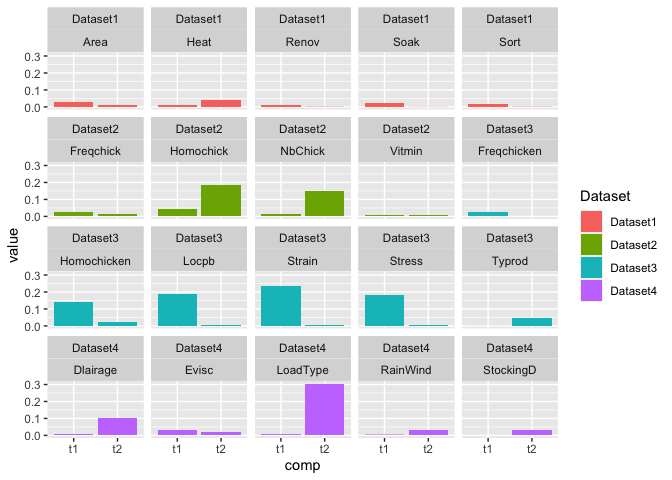 Dataset1 Dataset1 Dataset1 Dataset1 Dataset1
Area Heat Renov Soak Sort
0.3
0.2
0.1
0.0
Dataset2 Dataset2 Dataset2 Dataset2 Dataset3
Freqchick Homochick NbChick Vitmin Freqchicken
0.3
0.2
0.1
0.0
Dataset3 Dataset3 Dataset3 Dataset3 Dataset3
Homochicken Locpb Strain Stress Typrod
0.3
0.2
0.1
0.0
Dataset4 Dataset4 Dataset4 Dataset4 Dataset4
Dlairage Evisc LoadType RainWind StockingD
0.3
0.2
0.1
0.0
t1 t2 t1 t2 t1 t2 t1 t2 t1 t2
comp
value
Dataset
Dataset1
Dataset2
Dataset3
Dataset4